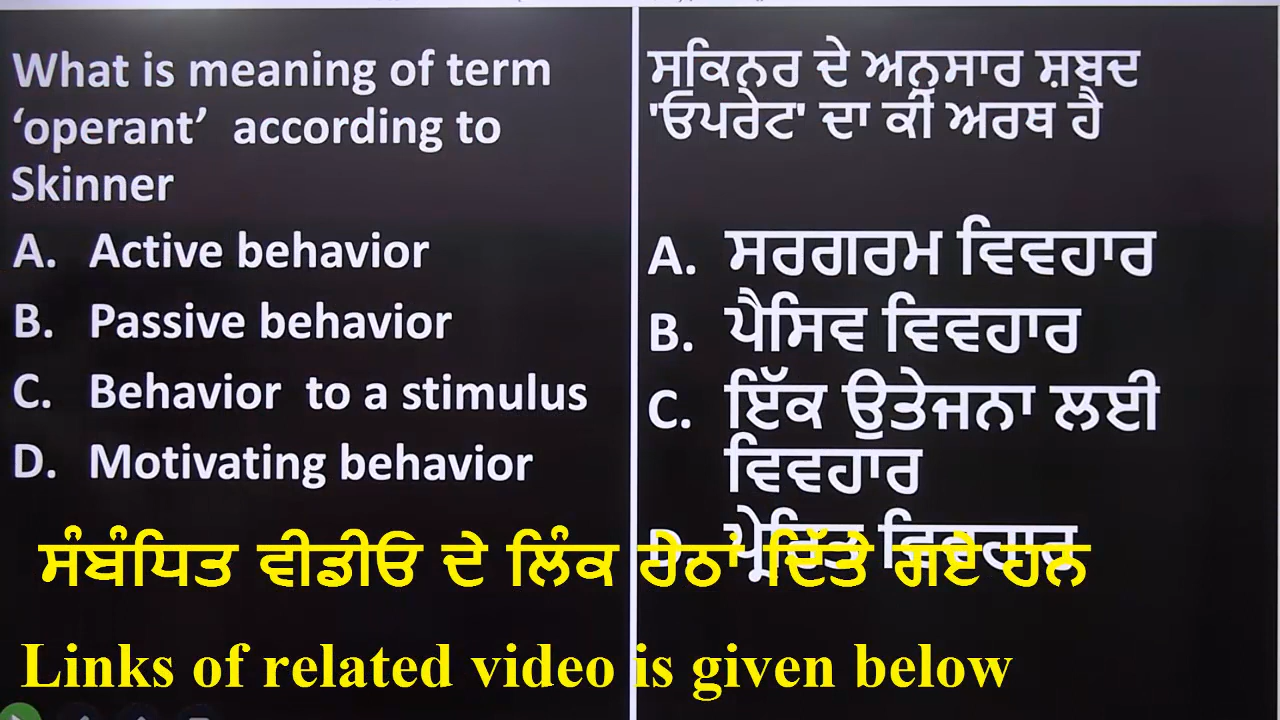 What is meaning of term
‘operant’ according to
Skinner
A. Active behavior
B. Passive behavior
C. Behavior to a stimulus
D. Motivating behavior
ਸਕਿਨਰ ਦੇ ਅਨੁਸਾਰ ਸ਼ਬਦ
'ਓਪਰੇਟ' ਦਾ ਕੀ ਅਰਥ ਹੈ
A. ਸਰਗਰਮ ਵਿਵਹਾਰ
B. ਪੈਸਿਵ ਵਿਵਹਾਰ
C. ਇੱਕ ਉਤੇਜਨਾ ਲਈ
ਵਿਵਹਾਰ
D. ਪ੍ਰੇਰਿਤ ਵਿਵਹਾਰ
ਸੰਬੰਧਿਤ ਵੀਡੀਓ ਦੇ ਲਿੰਕ ਹੇਠਾਂ ਦਿੱਤੇ ਗਏ ਹਨ
Links of related video is given below